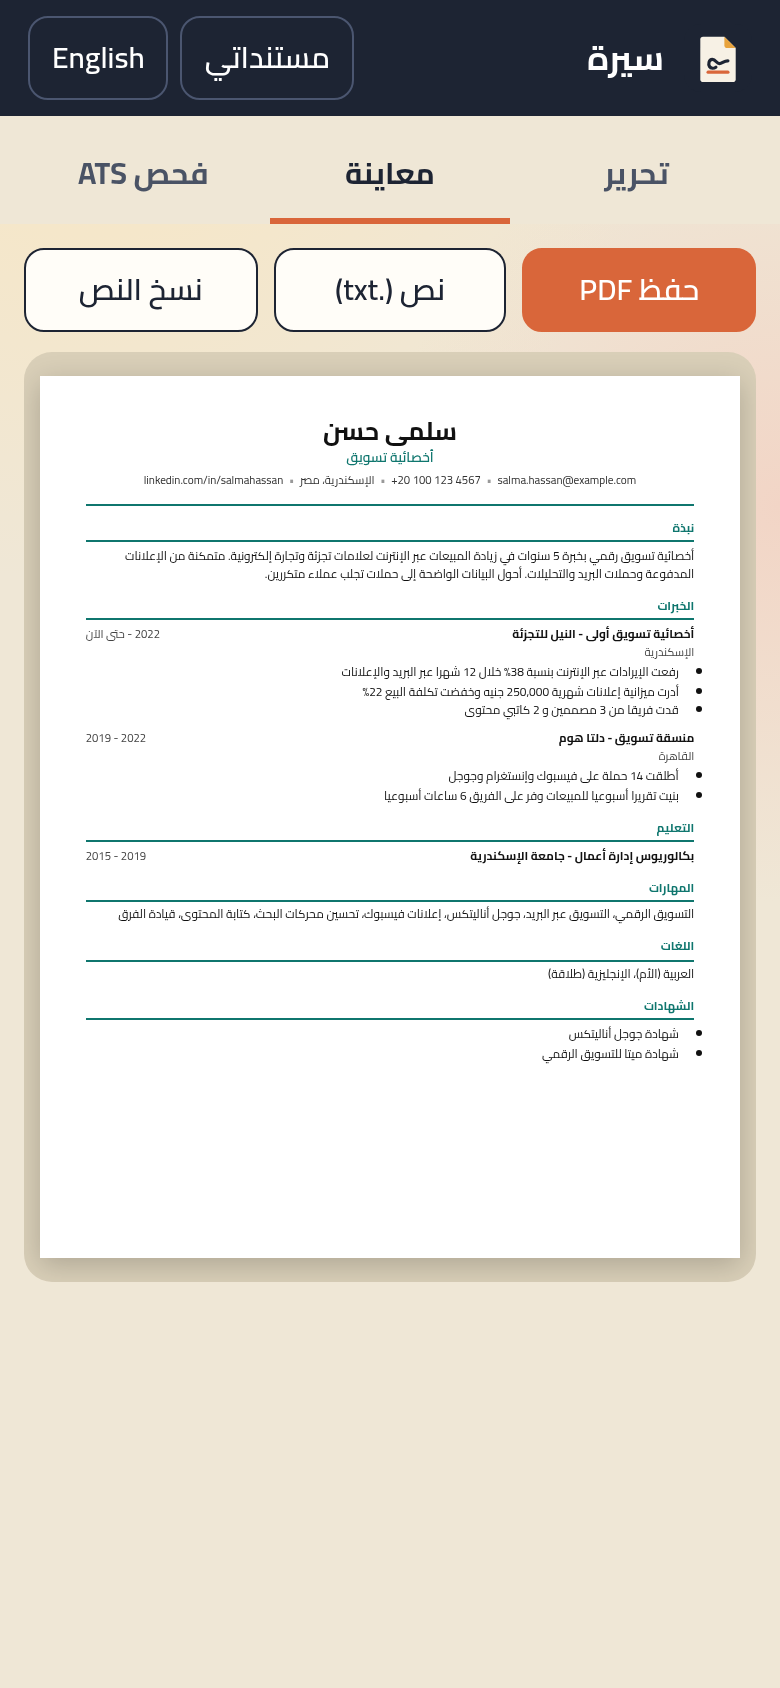 سيرة
مستنداتي
English
تحرير
معاينة
فحص ATS
حفظ PDF
نص (.txt)
نسخ النص
سلمى حسن
أخصائية تسويق
salma.hassan@example.com • +20 100 123 4567 • الإسكندرية، مصر • linkedin.com/in/salmahassan
نبذة
أخصائية تسويق رقمي بخبرة 5 سنوات في زيادة المبيعات عبر الإنترنت لعلامات تجزئة وتجارة إلكترونية. متمكنة من الإعلانات
المدفوعة وحملات البريد والتحليلات. أحول البيانات الواضحة إلى حملات تجلب عملاء متكررين.
الخبرات
أخصائية تسويق أولى - النيل للتجزئة 2022 - حتى الآن
الإسكندرية
• رفعت الإيرادات عبر الإنترنت بنسبة 38% خلال 12 شهرا عبر البريد والإعلانات
• أدرت ميزانية إعلانات شهرية 250,000 جنيه وخفضت تكلفة البيع 22%
• قدت فريقا من 3 مصممين و 2 كاتبي محتوى
منسقة تسويق - دلتا هوم 2019 - 2022
القاهرة
• أطلقت 14 حملة على فيسبوك وإنستغرام وجوجل
• بنيت تقريرا أسبوعيا للمبيعات وفر على الفريق 6 ساعات أسبوعيا
التعليم
بكالوريوس إدارة أعمال - جامعة الإسكندرية 2015 - 2019
المهارات
التسويق الرقمي، التسويق عبر البريد، جوجل أناليتكس، إعلانات فيسبوك، تحسين محركات البحث، كتابة المحتوى، قيادة الفرق
اللغات
العربية (الأم)، الإنجليزية (طلاقة)
الشهادات
• شهادة جوجل أناليتكس
• شهادة ميتا للتسويق الرقمي